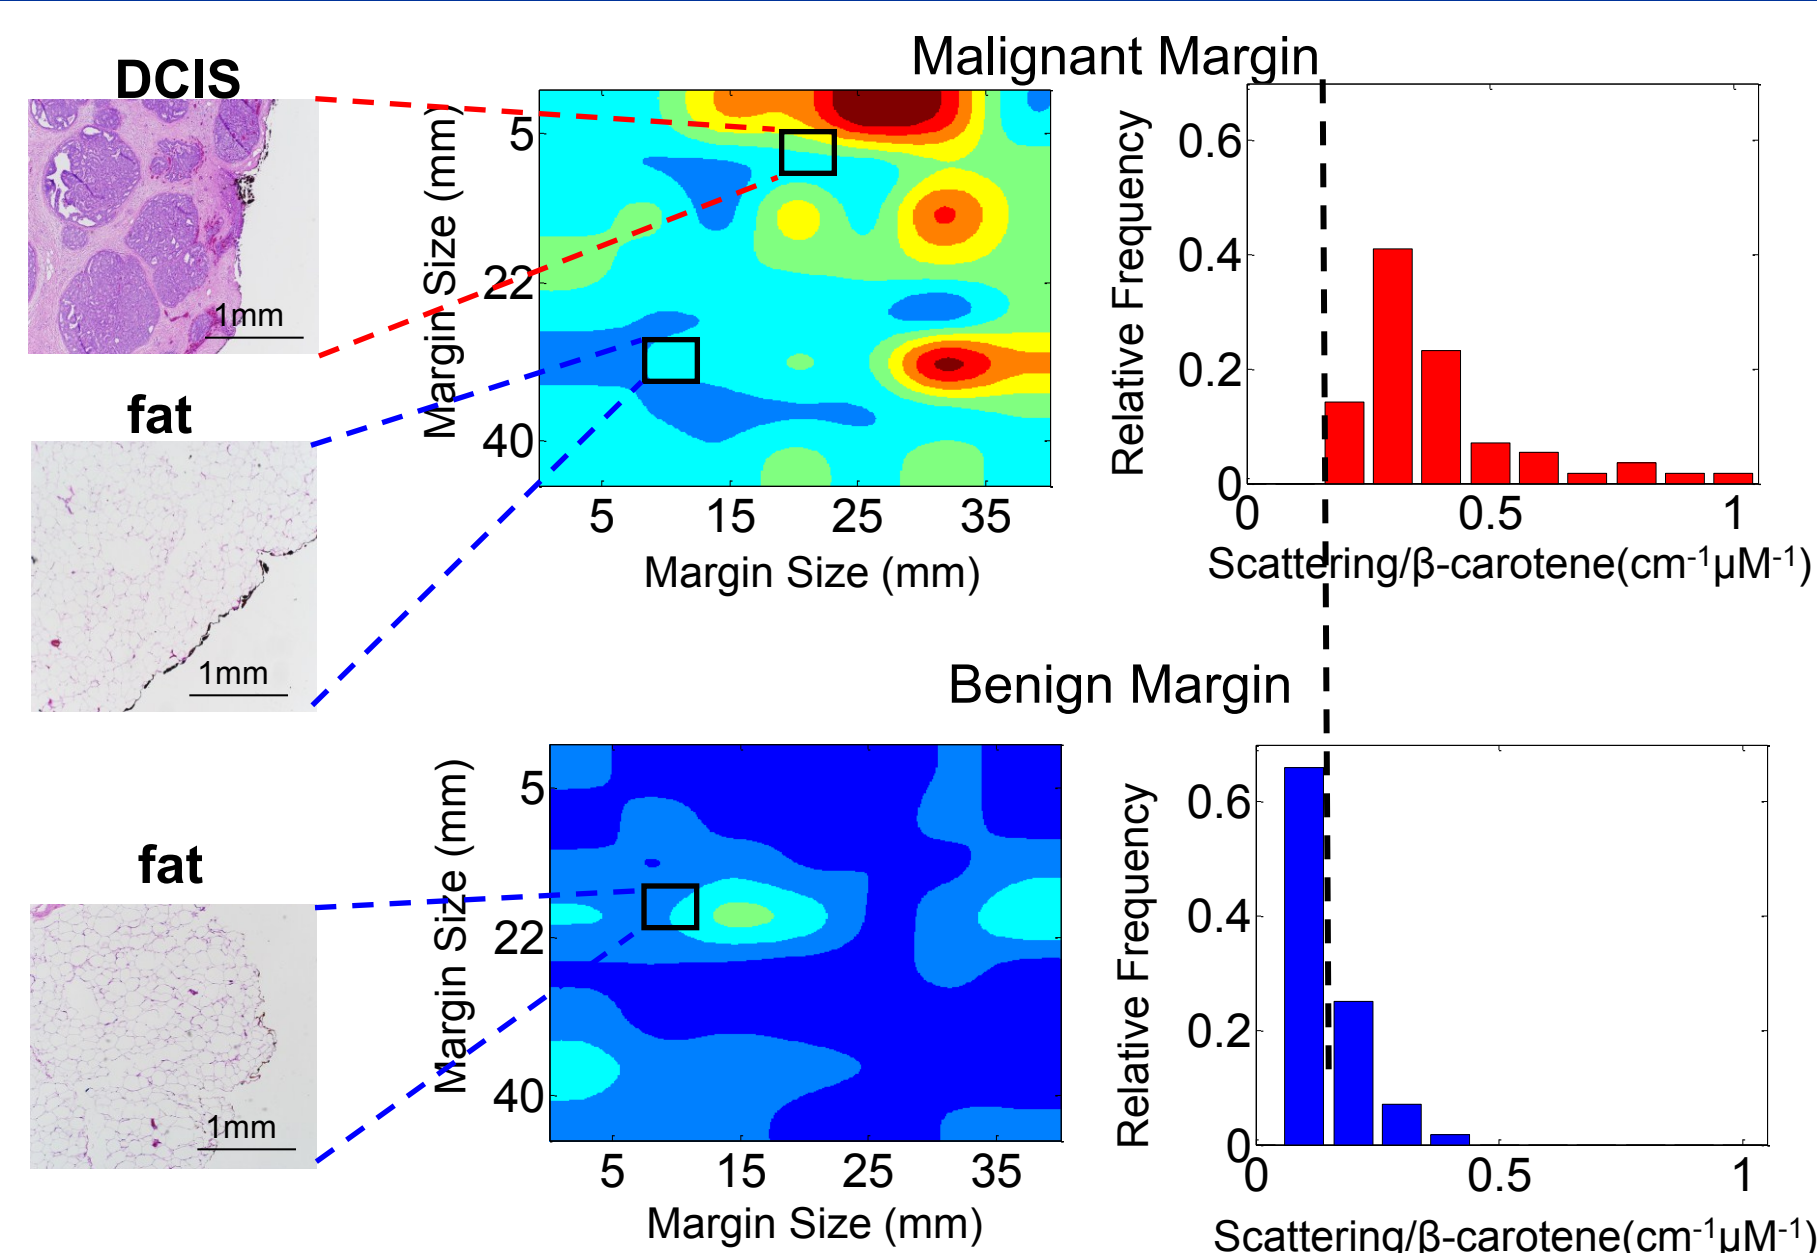 Malignant Margin
DCIS
1mm
fat
1mm
Margin Size (mm)
5
22
40
5 15 25 35
Margin Size (mm)
Relative Frequency
0.6
0.4
0.2
0
0 0.5 1
Scattering/β-carotene(cm⁻¹µM⁻¹)
Benign Margin
fat
1mm
Margin Size (mm)
5
22
40
5 15 25 35
Margin Size (mm)
Relative Frequency
0.6
0.4
0.2
0
0 0.5 1
Scattering/β-carotene(cm⁻¹µM⁻¹)